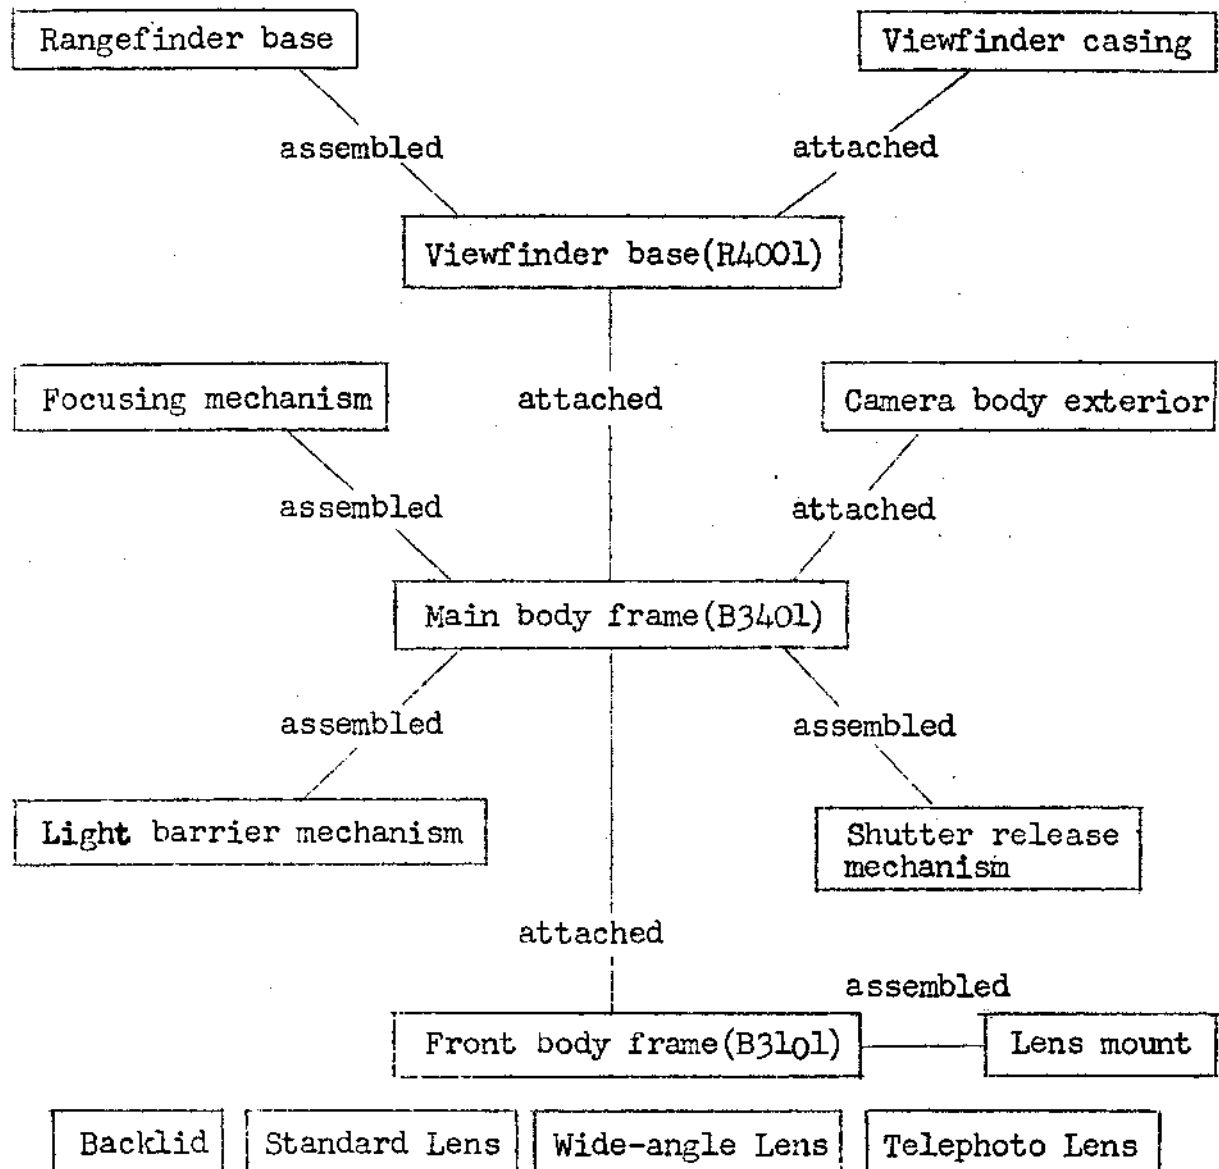 Rangefinder base
Viewfinder casing
assembled
attached
Viewfinder base(R4001)
Focusing mechanism
attached
Camera body exterior
assembled
attached
Main body frame(B3401)
assembled
assembled
Light barrier mechanism
Shutter release
mechanism
attached
assembled
Front body frame(B3101)
Lens mount
Backlid
Standard Lens
Wide-angle Lens
Telephoto Lens